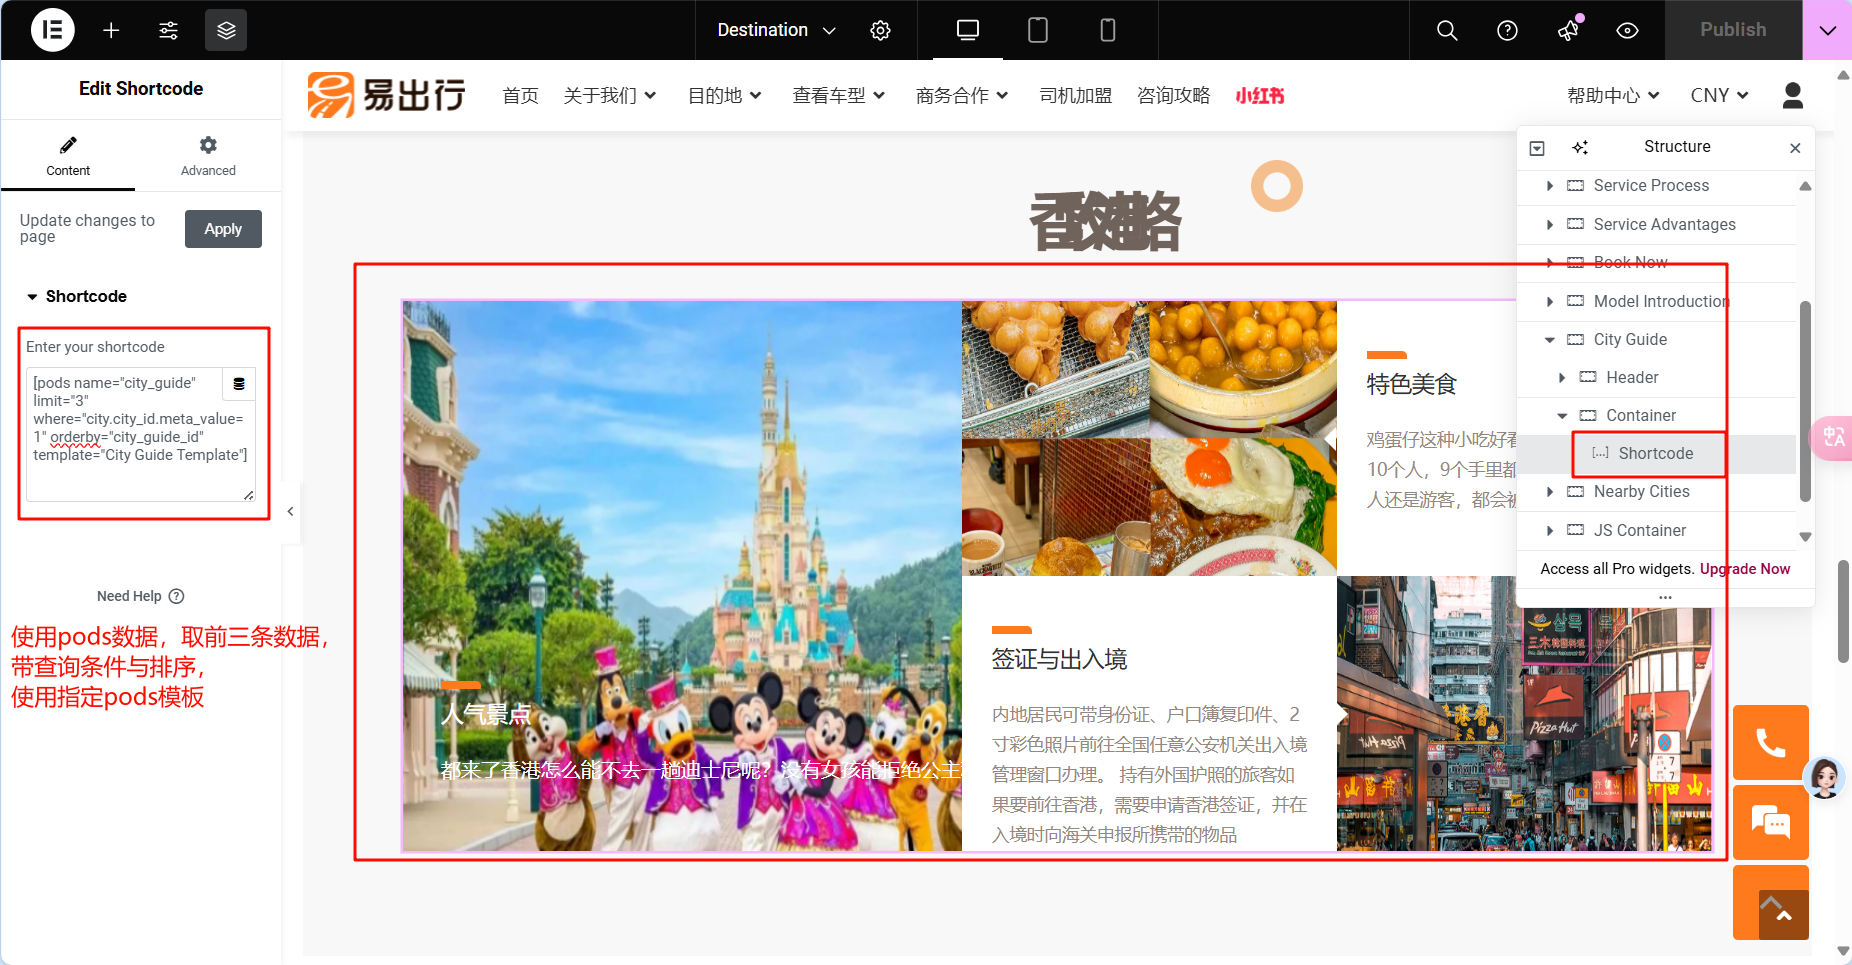 Destination
Publish
Edit Shortcode
Content
Advanced
Update changes to
page
Apply
Shortcode
Enter your shortcode
[pods name="city_guide"
limit="3"
where="city.city_id.meta_value=
1" orderby="city_guide_id"
template="City Guide Template"]
Need Help
使用pods数据，取前三条数据，
带查询条件与排序，
使用指定pods模板
易出行
首页 关于我们 目的地 查看车型 商务合作 司机加盟 咨询攻略 小红书
帮助中心 CNY
Structure
Service Process
Service Advantages
Book Now
Model Introduction
City Guide
Header
Container
Shortcode
Nearby Cities
JS Container
Access all Pro widgets. Upgrade Now
特色美食
鸡蛋仔这种小吃好看
10个人，9个手里都
人还是游客，都会被
人气景点
都来了香港怎么能不去一趟迪士尼呢？没有女孩能拒绝公主
签证与出入境
内地居民可带身份证、户口簿复印件、2
寸彩色照片前往全国任意公安机关出入境
管理窗口办理。 持有外国护照的旅客如
果要前往香港，需要申请香港签证，并在
入境时向海关申报所携带的物品
삼목
三木韓國料理
Pizza Hut
中A